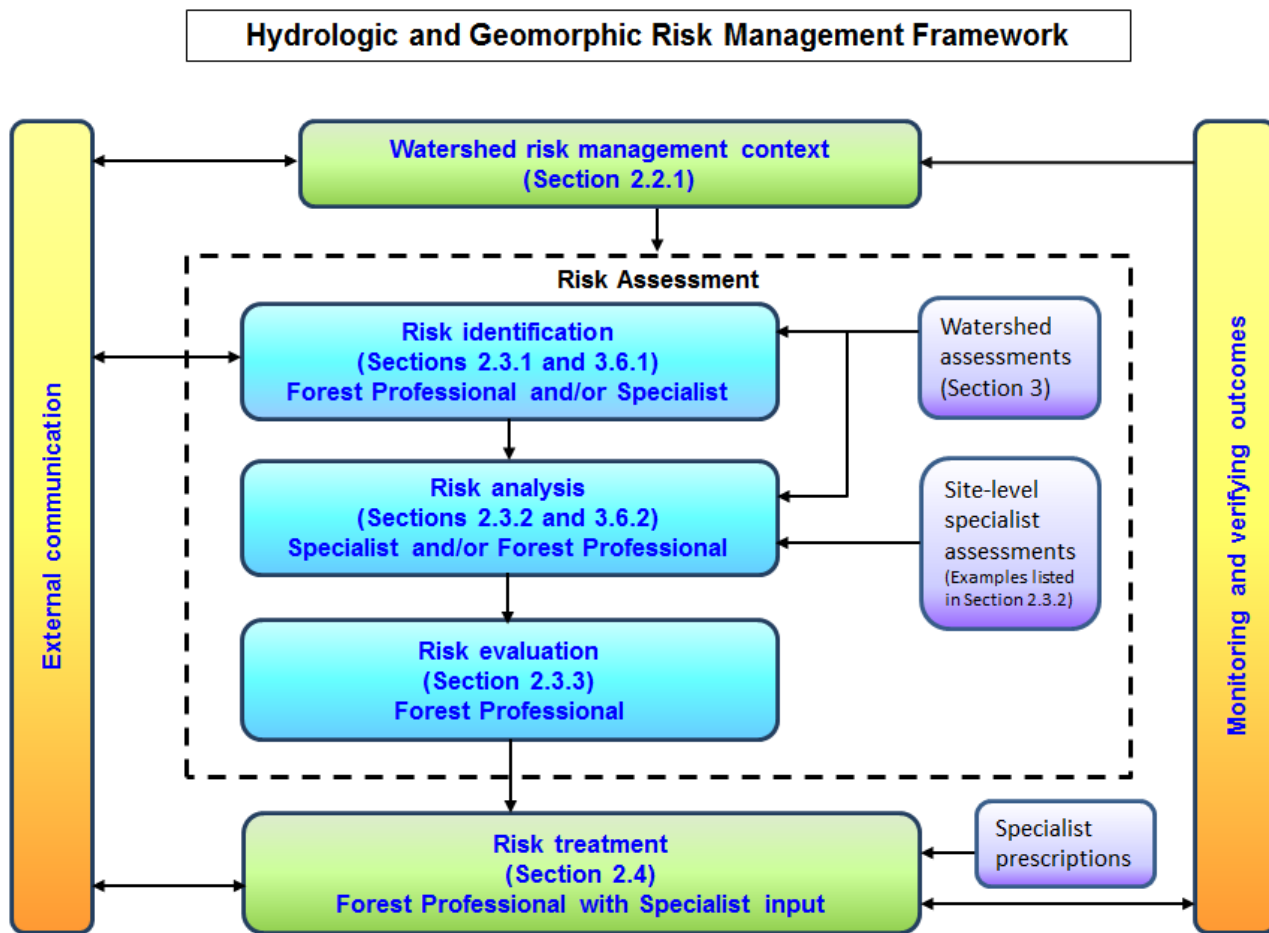 Hydrologic and Geomorphic Risk Management Framework
External communication
Watershed risk management context
(Section 2.2.1)
Risk Assessment
Risk identification
(Sections 2.3.1 and 3.6.1)
Forest Professional and/or Specialist
Watershed
assessments
(Section 3)
Risk analysis
(Sections 2.3.2 and 3.6.2)
Specialist and/or Forest Professional
Site-level
specialist
assessments
(Examples listed
in Section 2.3.2)
Risk evaluation
(Section 2.3.3)
Forest Professional
Risk treatment
(Section 2.4)
Forest Professional with Specialist input
Specialist
prescriptions
Monitoring and verifying outcomes